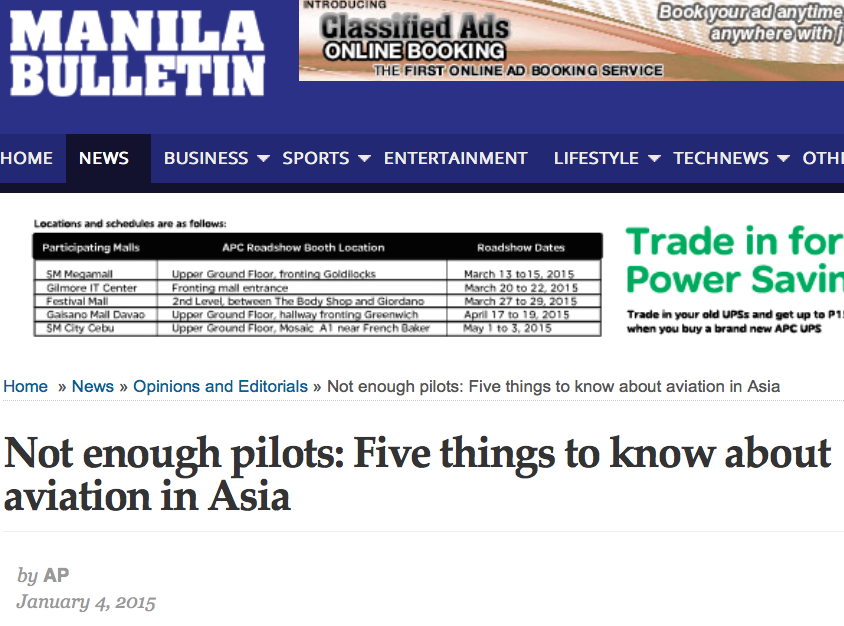 MANILA
BULLETIN
INTRODUCING
Classified Ads
ONLINE BOOKING
THE FIRST ONLINE AD BOOKING SERVICE
Book your ad anytime
anywhere with
HOME NEWS BUSINESS SPORTS ENTERTAINMENT LIFESTYLE TECHNEWS OTH
Locations and schedules are as follows:
Participating Malls APC Roadshow Booth Location Roadshow Dates
SM Megamall Upper Ground Floor, fronting Goldilocks March 13 to 15, 2015
Gilmore IT Center Fronting mall entrance March 20 to 22, 2015
Festival Mall 2nd Level, between The Body Shop and Giordano March 27 to 29, 2015
Gaisano Mall Davao Upper Ground Floor, hallway fronting Greenwich April 17 to 19, 2015
SM City Cebu Upper Ground Floor, Mosaic A1 near French Baker May 1 to 3, 2015
Trade in for
Power Savin
Trade in your old UPSs and get up to P1
when you buy a brand new APC UPS
Home » News » Opinions and Editorials » Not enough pilots: Five things to know about aviation in Asia
Not enough pilots: Five things to know about
aviation in Asia
by AP
January 4, 2015